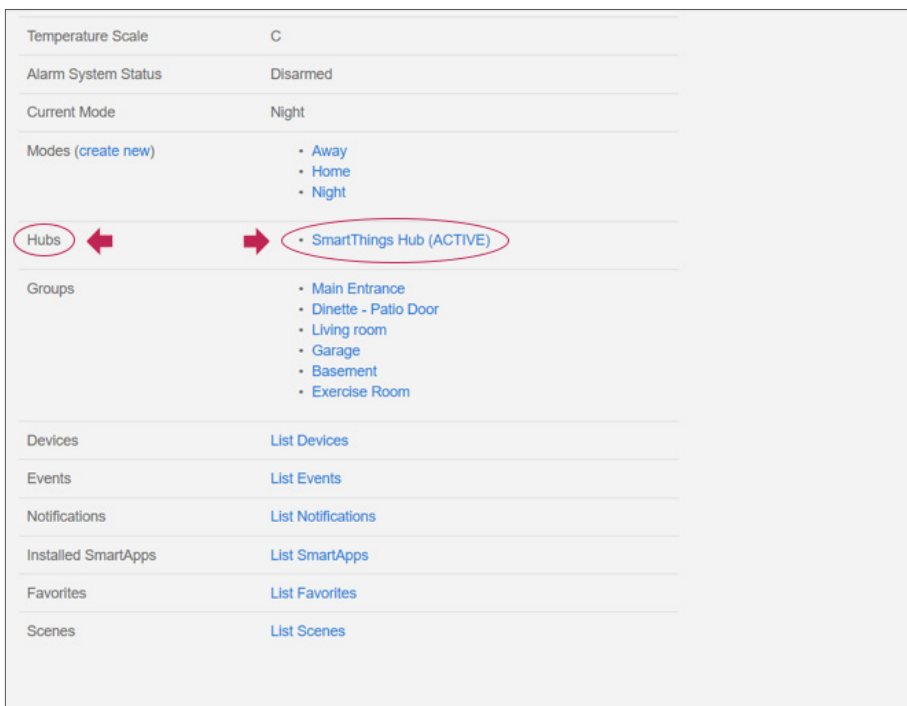 Temperature Scale C
Alarm System Status Disarmed
Current Mode Night
Modes (create new) • Away
• Home
• Night
Hubs • SmartThings Hub (ACTIVE)
Groups • Main Entrance
• Dinette - Patio Door
• Living room
• Garage
• Basement
• Exercise Room
Devices List Devices
Events List Events
Notifications List Notifications
Installed SmartApps List SmartApps
Favorites List Favorites
Scenes List Scenes